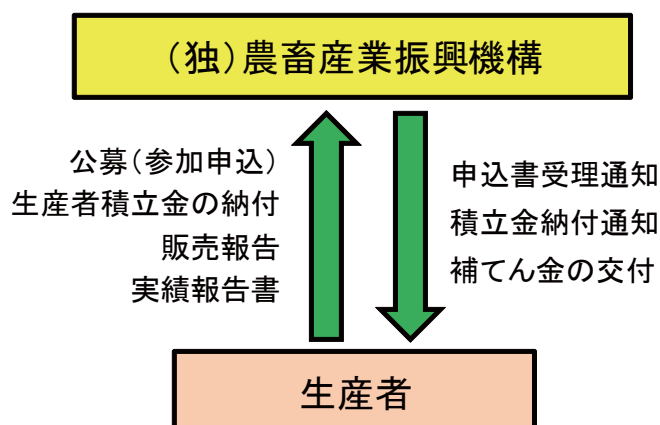 （独）農畜産業振興機構
公募（参加申込）
生産者積立金の納付
販売報告
実績報告書
申込書受理通知
積立金納付通知
補てん金の交付
生産者